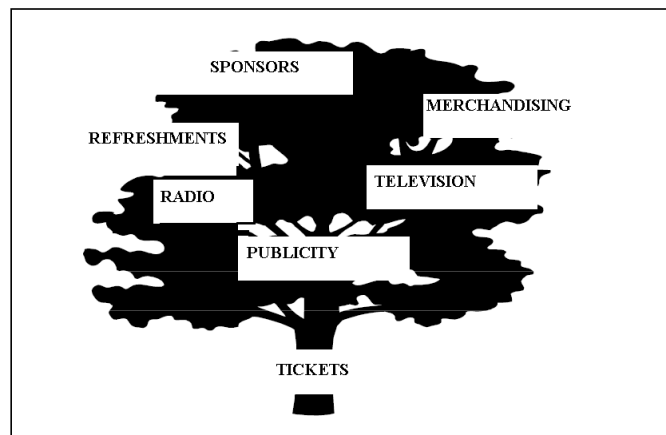 SPONSORS
MERCHANDISING
REFRESHMENTS
TELEVISION
RADIO
PUBLICITY
TICKETS